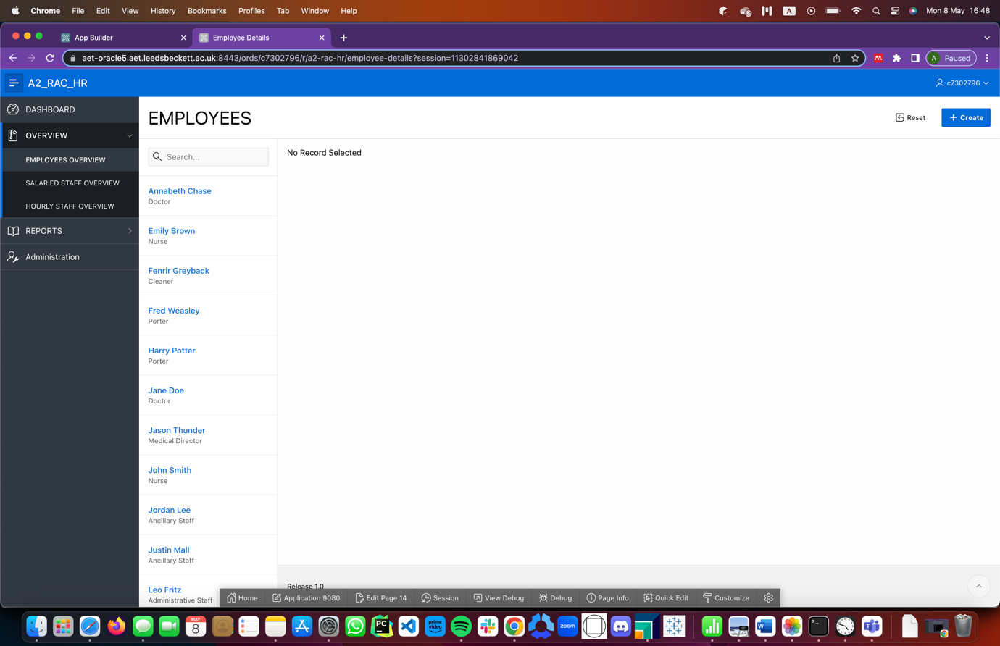 Chrome File Edit View History Bookmarks Profiles Tab Window Help
A
Mon 8 May 16:48
App Builder
Employee Details
aet-oracle5.aet.leedsbeckett.ac.uk:8443/ords/c7302796/r/a2-rac-hr/employee-details?session=11302841869042
A Paused
A2_RAC_HR
c7302796
DASHBOARD
OVERVIEW
EMPLOYEES OVERVIEW
SALARIED STAFF OVERVIEW
HOURLY STAFF OVERVIEW
REPORTS
Administration
EMPLOYEES
Reset
Create
Search...
No Record Selected
Annabeth Chase
Doctor
Emily Brown
Nurse
Fenrir Greyback
Cleaner
Fred Weasley
Porter
Harry Potter
Porter
Jane Doe
Doctor
Jason Thunder
Medical Director
John Smith
Nurse
Jordan Lee
Ancillary Staff
Justin Mall
Ancillary Staff
Leo Fritz
Administrative Staff
Release 1.0
Home
Application 9080
Edit Page 14
Session
View Debug
Debug
Page Info
Quick Edit
Customize
MAY
8
PC
prime
video
zoom
W